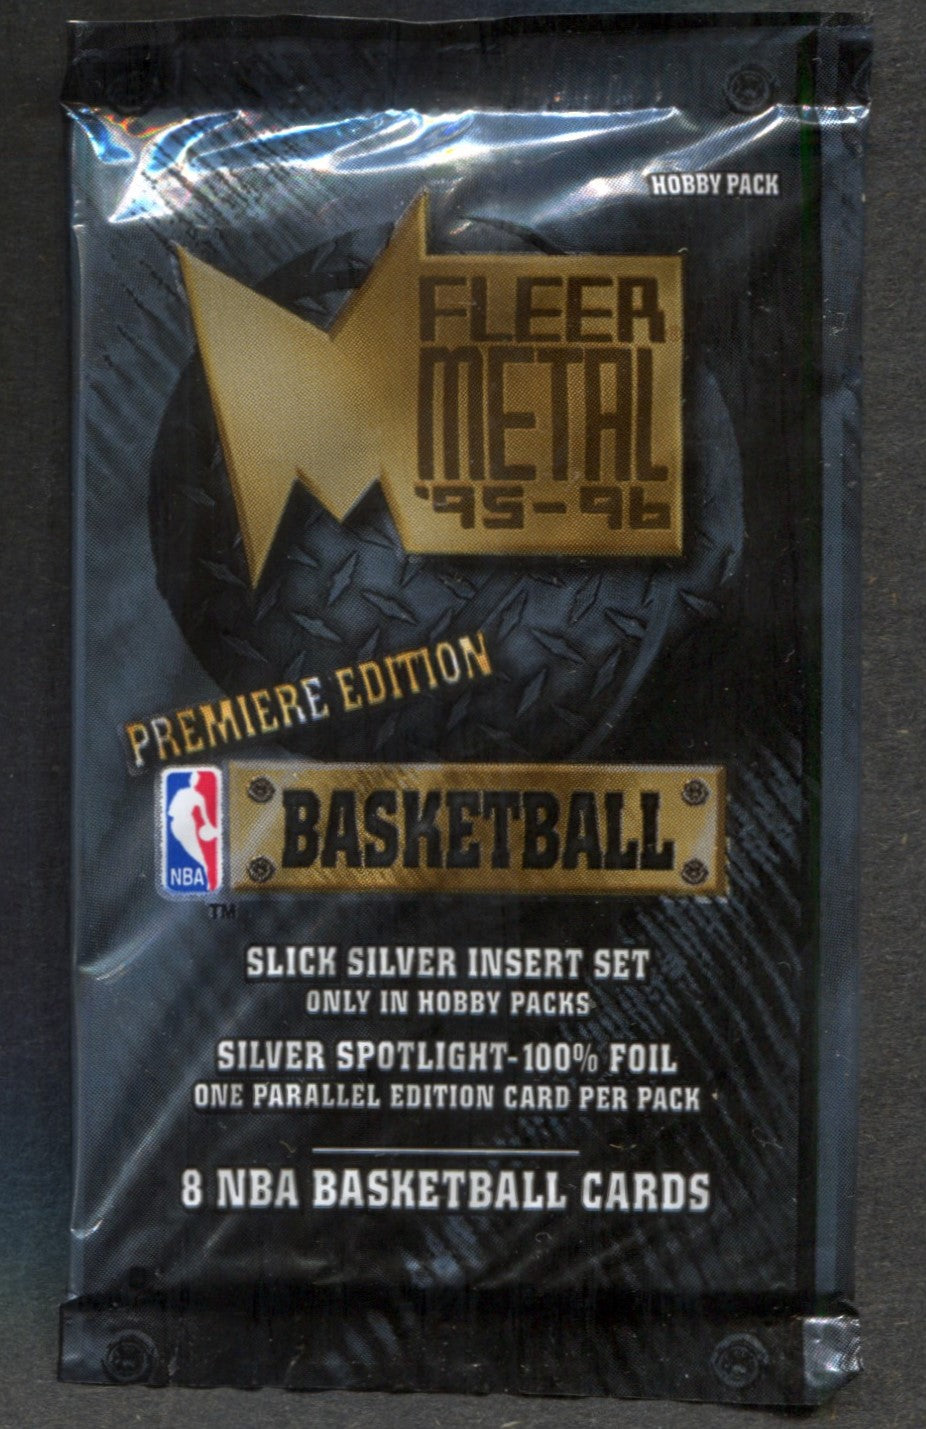 HOBBY PACK
FLEER
METAL
'95-96
PREMIERE EDITION
NBA
BASKETBALL
TM
SLICK SILVER INSERT SET
ONLY IN HOBBY PACKS
SILVER SPOTLIGHT-100% FOIL
ONE PARALLEL EDITION CARD PER PACK
8 NBA BASKETBALL CARDS